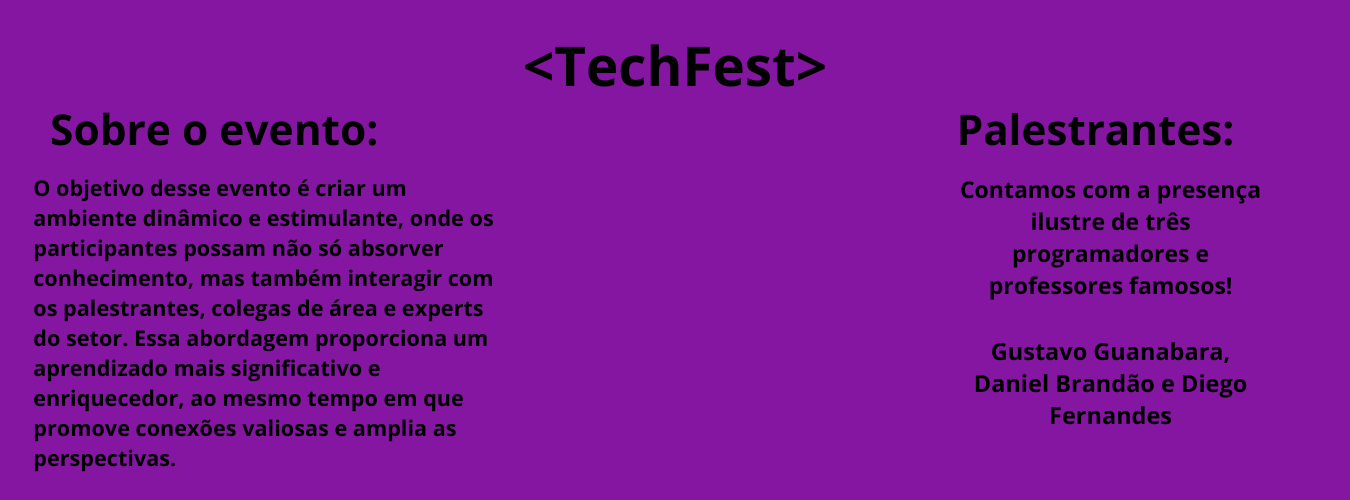 <TechFest>
Sobre o evento:
O objetivo desse evento é criar um
ambiente dinâmico e estimulante, onde os
participantes possam não só absorver
conhecimento, mas também interagir com
os palestrantes, colegas de área e experts
do setor. Essa abordagem proporciona um
aprendizado mais significativo e
enriquecedor, ao mesmo tempo em que
promove conexões valiosas e amplia as
perspectivas.
Palestrantes:
Contamos com a presença
ilustre de três
programadores e
professores famosos!
Gustavo Guanabara,
Daniel Brandão e Diego
Fernandes